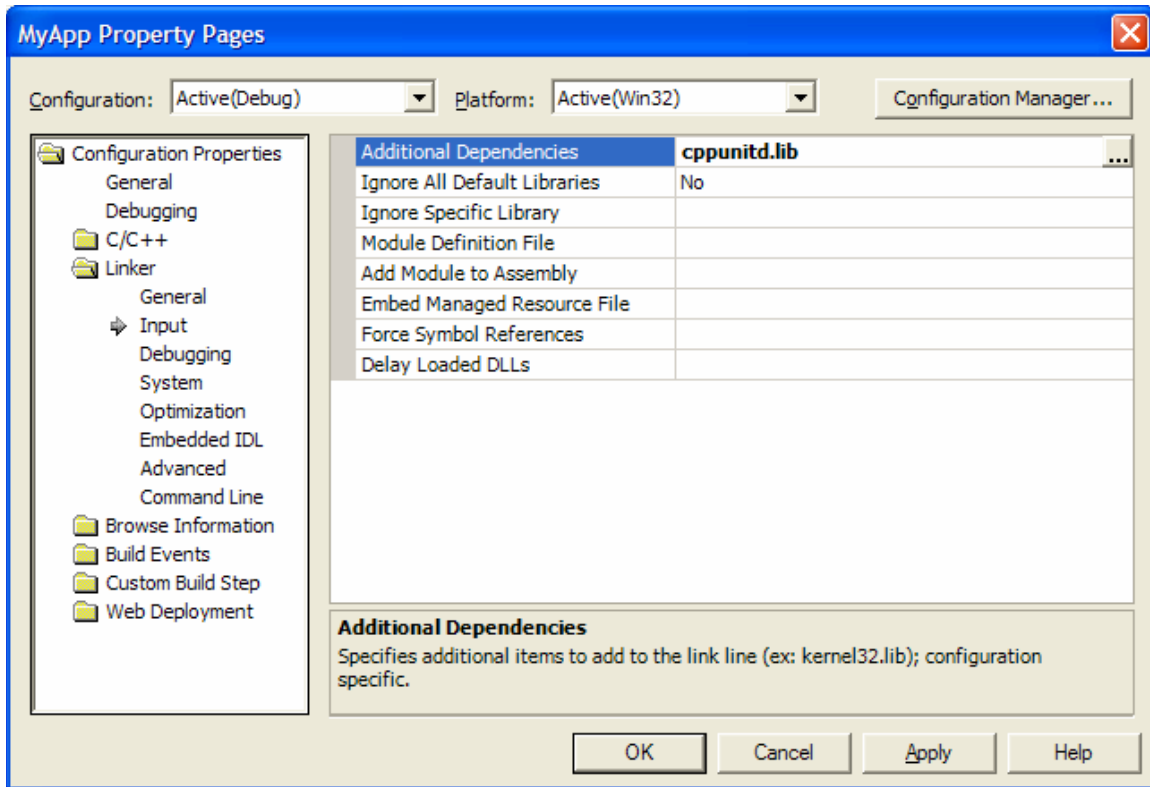 MyApp Property Pages
Configuration: Active(Debug) Platform: Active(Win32) Configuration Manager...
Configuration Properties
General
Debugging
C/C++
Linker
General
Input
Debugging
System
Optimization
Embedded IDL
Advanced
Command Line
Browse Information
Build Events
Custom Build Step
Web Deployment
Additional Dependencies cppunitd.lib ...
Ignore All Default Libraries No
Ignore Specific Library
Module Definition File
Add Module to Assembly
Embed Managed Resource File
Force Symbol References
Delay Loaded DLLs
Additional Dependencies
Specifies additional items to add to the link line (ex: kernel32.lib); configuration
specific.
OK Cancel Apply Help